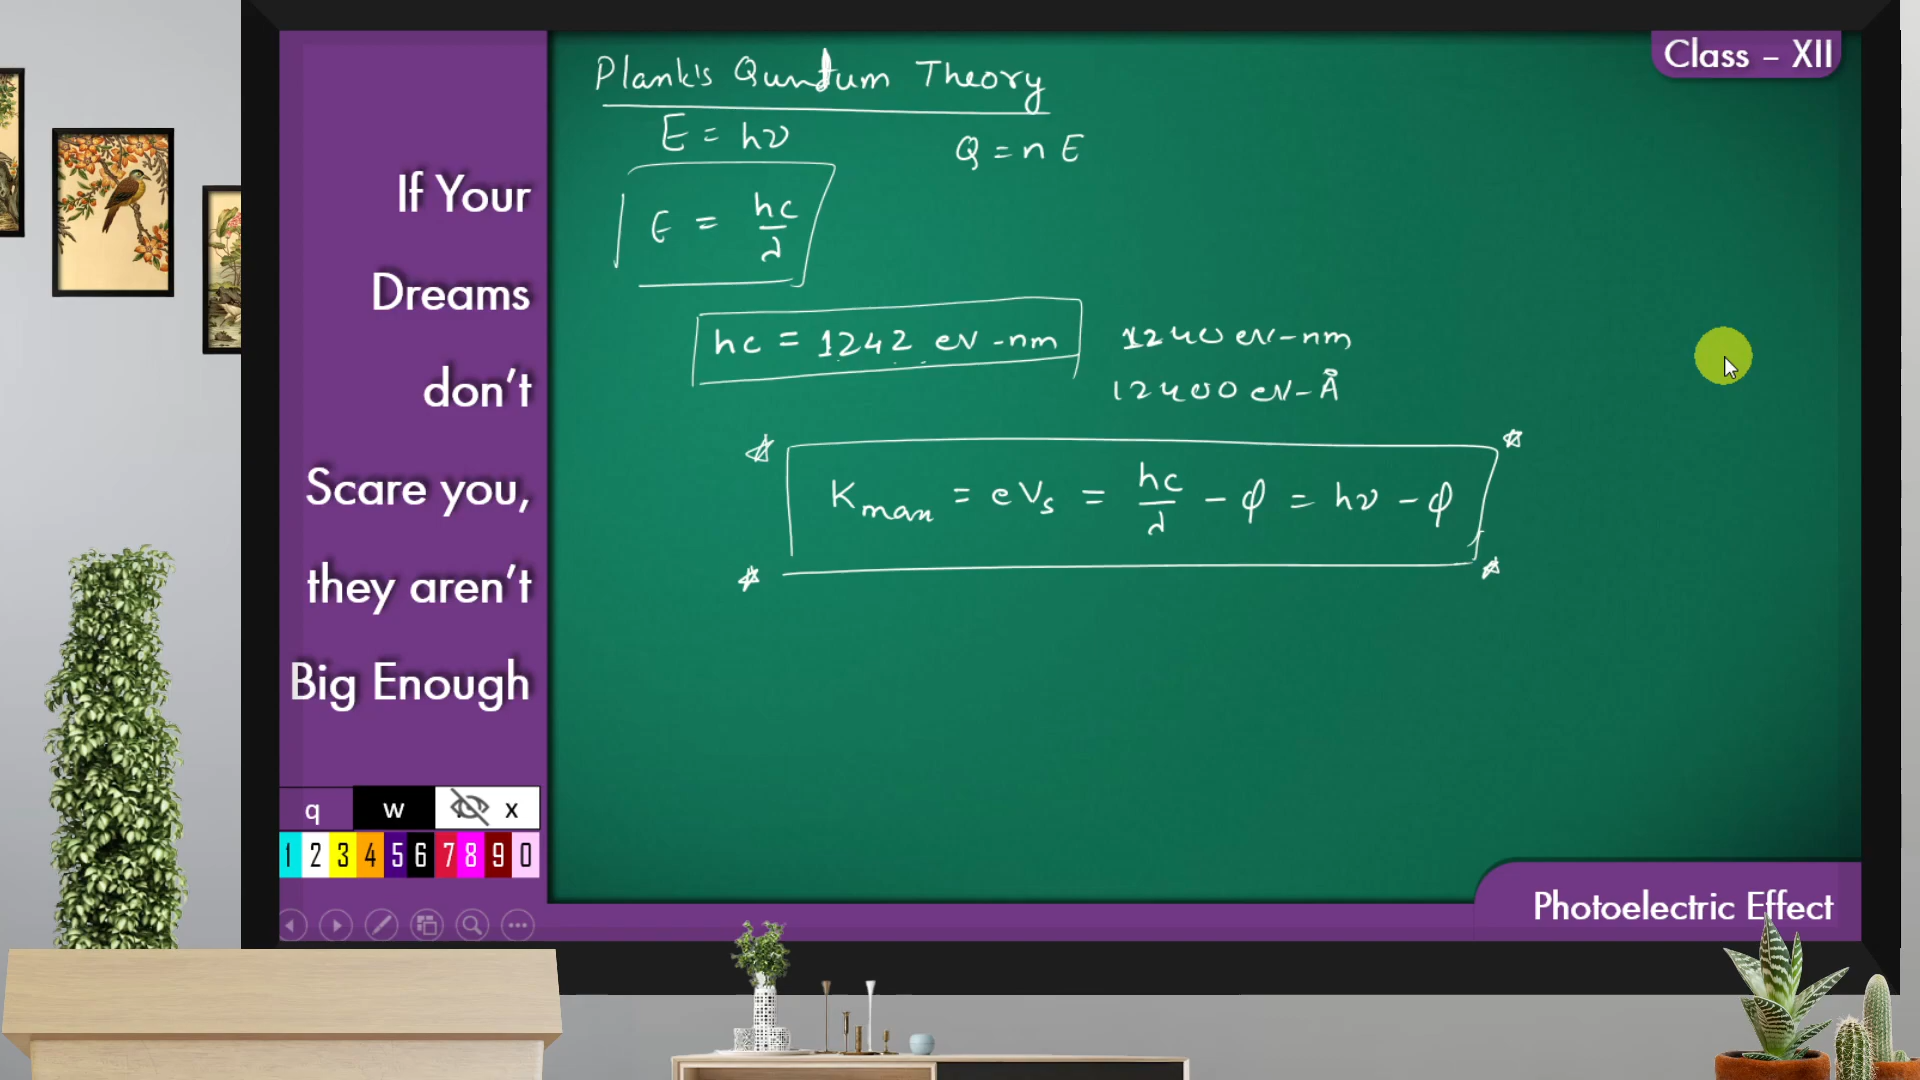 Class – XII
Plank's Quntum Theory
E = hν
Q = n E
E = hc/λ
hc = 1242 eV-nm
1240 eV-nm
12400 eV-Å
Kmax = eVs = hc/λ - φ = hν - φ
If Your
Dreams
don't
Scare you,
they aren't
Big Enough
q w x
1 2 3 4 5 6 7 8 9 0
Photoelectric Effect